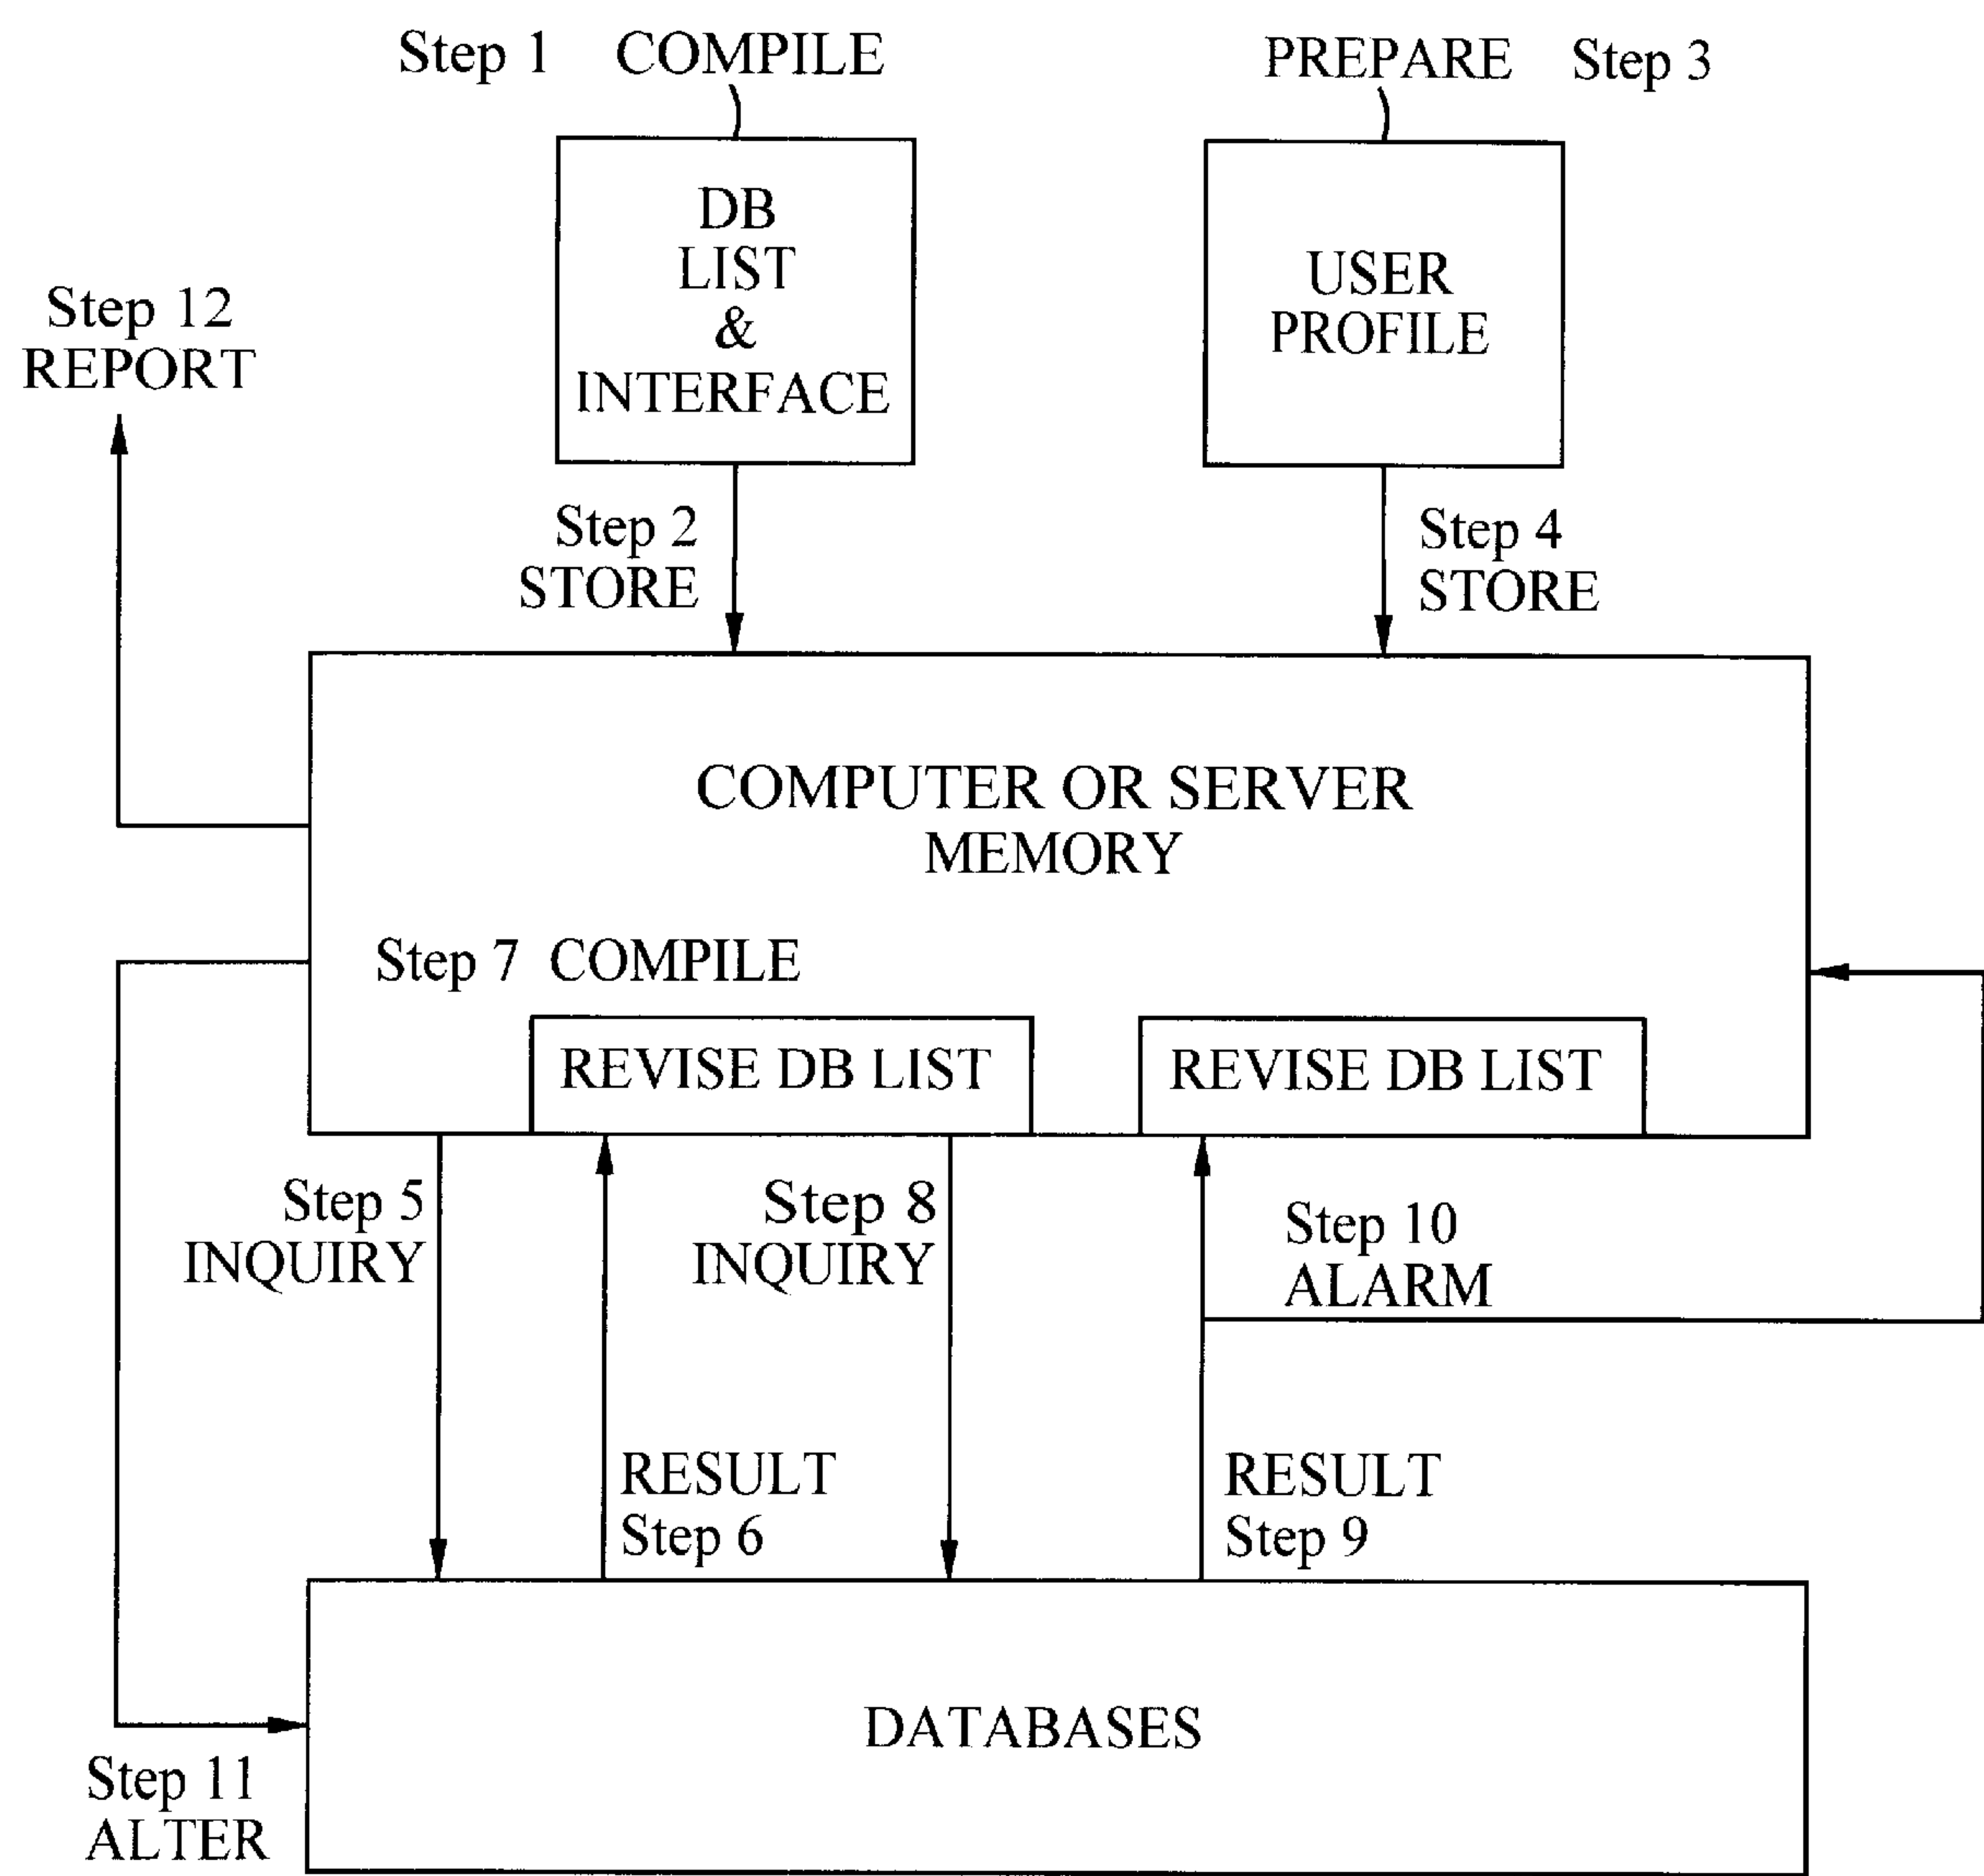 Step 1 COMPILE
PREPARE Step 3
DB
LIST
&
INTERFACE
USER
PROFILE
Step 12
REPORT
Step 2
STORE
Step 4
STORE
COMPUTER OR SERVER
MEMORY
Step 7 COMPILE
REVISE DB LIST
REVISE DB LIST
Step 5
INQUIRY
Step 8
INQUIRY
Step 10
ALARM
RESULT
Step 6
RESULT
Step 9
DATABASES
Step 11
ALTER